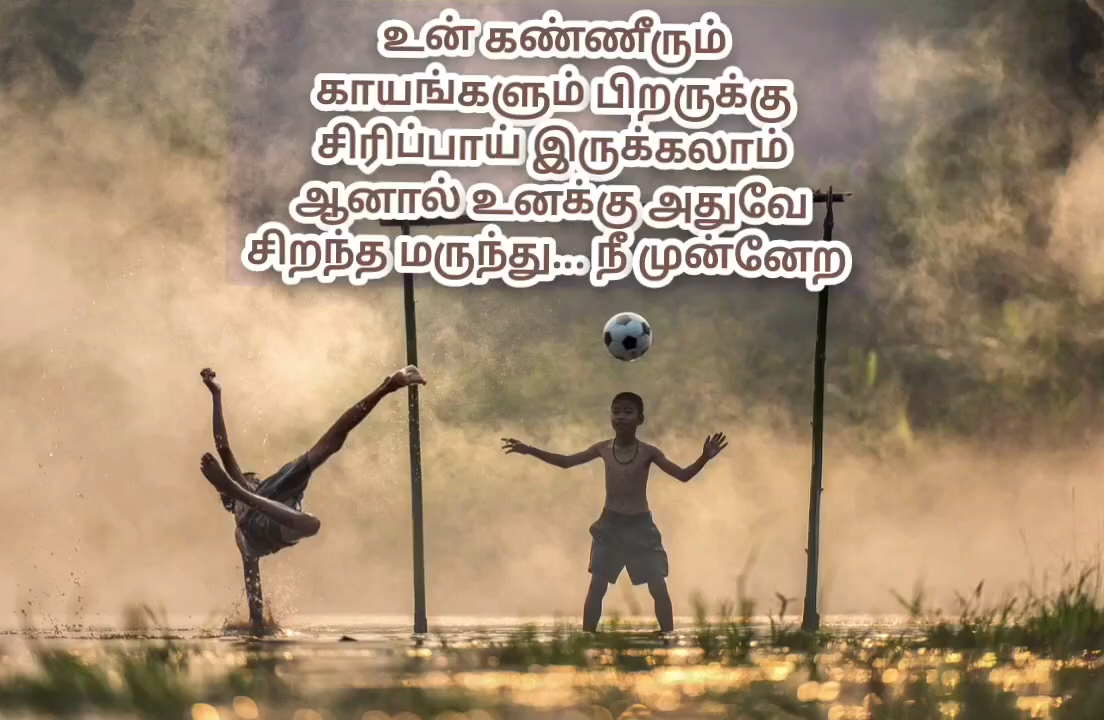 உன் கண்ணீரும்
காயங்களும் பிறருக்கு
சிரிப்பாய் இருக்கலாம்
ஆனால் உனக்கு அதுவே
சிறந்த மருந்து... நீ முன்னேற